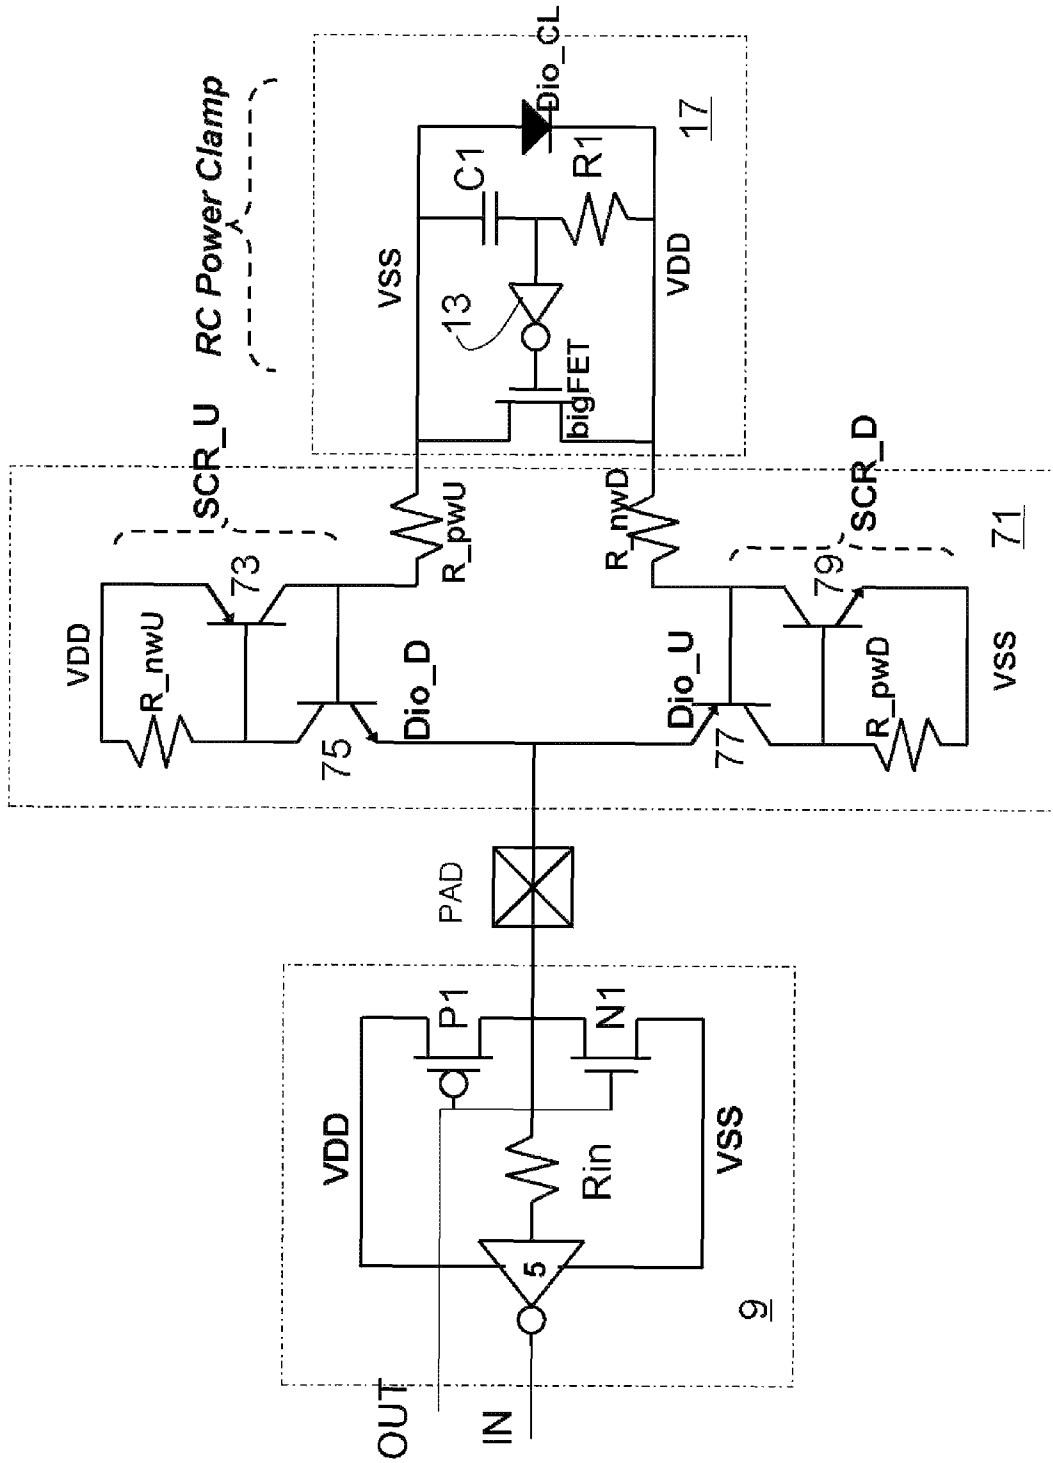 RC Power Clamp
SCR_U
VDD
R_nwU
73
75
Dio_D
R_pwU
VSS
C1
Dio_CL
13
bigFET
R1
VDD
17
R_nwD
SCR_D
79
71
Dio_U
77
R_pwD
VSS
PAD
P1
N1
VDD
VSS
Rin
5
9
OUT
IN